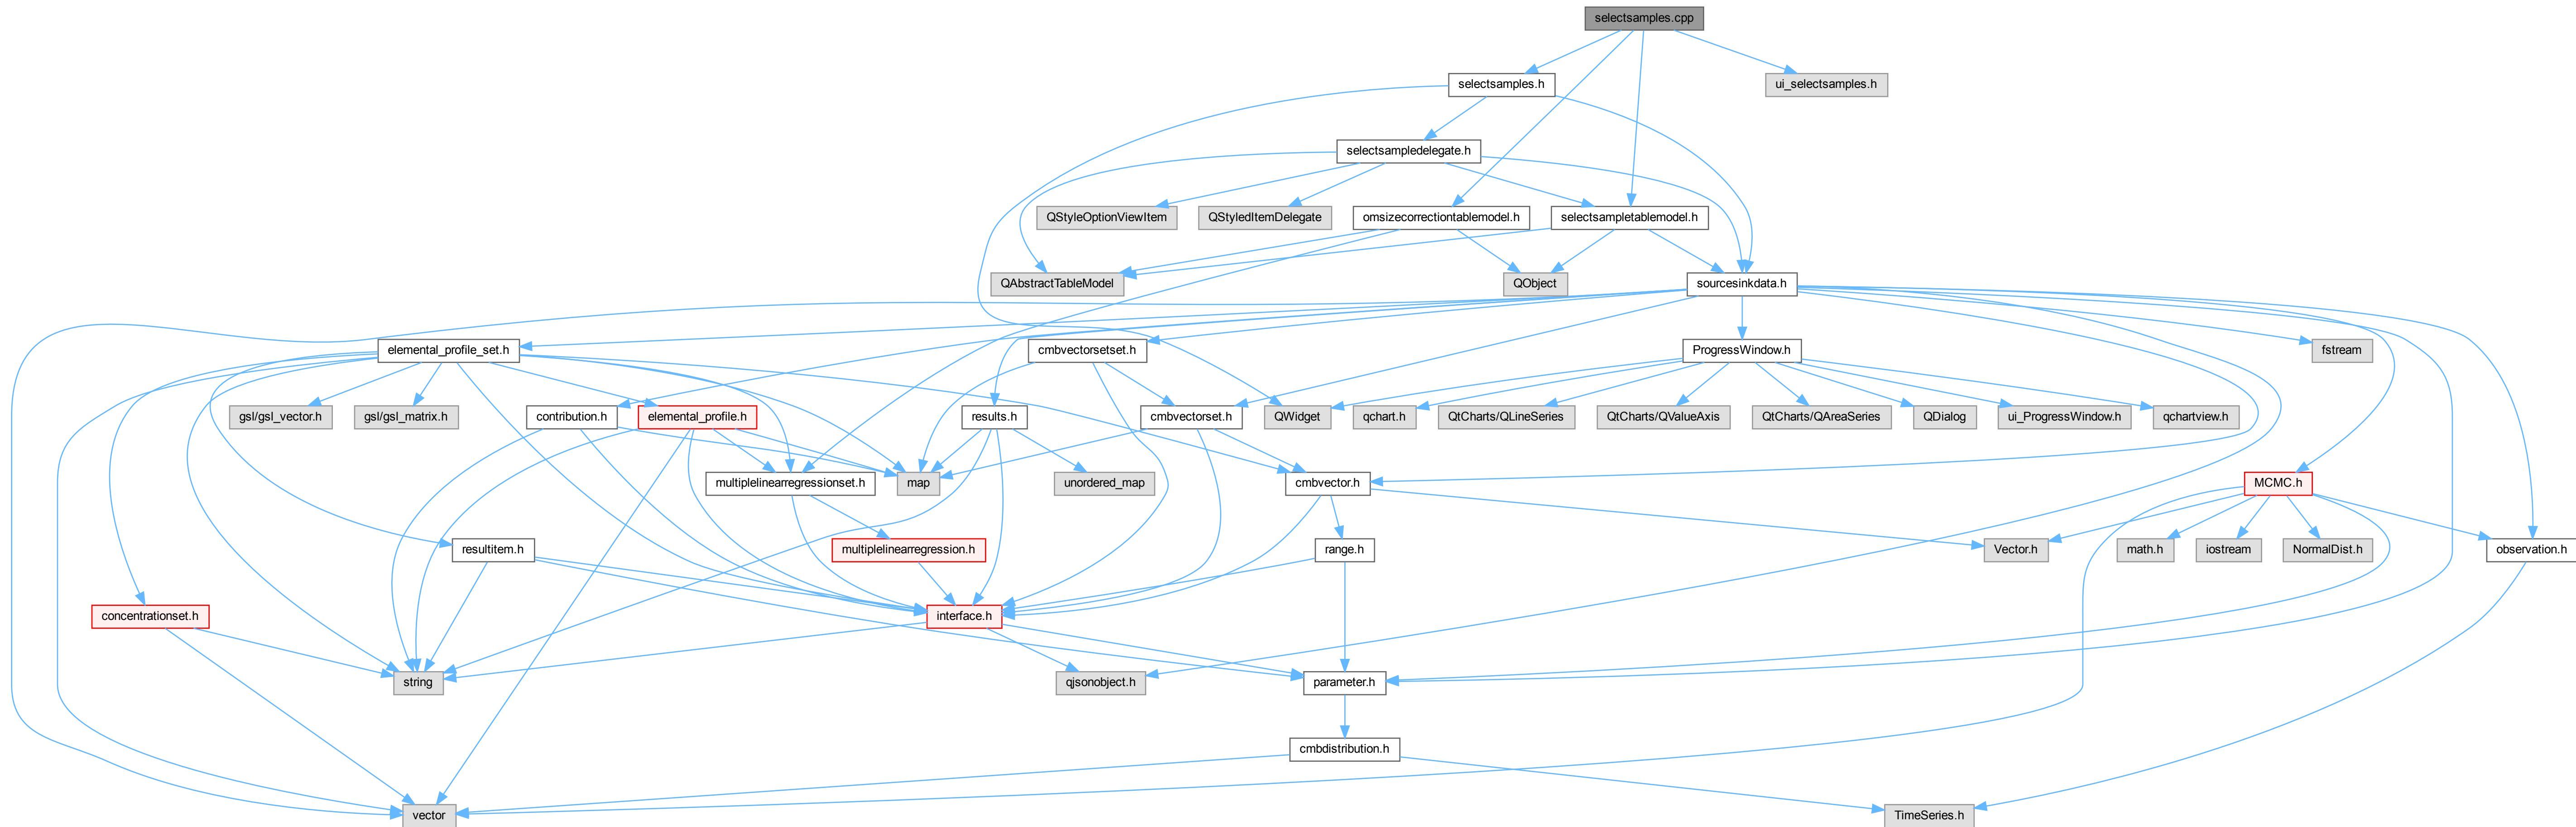 selectsamples.cpp
selectsamples.h
ui_selectsamples.h
selectsampledelegate.h
QStyleOptionViewItem
QStyledItemDelegate
omsizecorrectiontablemodel.h
selectsampletablemodel.h
QAbstractTableModel
QObject
sourcesinkdata.h
elemental_profile_set.h
cmbvectorsetset.h
ProgressWindow.h
fstream
gsl/gsl_vector.h
gsl/gsl_matrix.h
contribution.h
elemental_profile.h
results.h
cmbvectorset.h
QWidget
qchart.h
QtCharts/QLineSeries
QtCharts/QValueAxis
QtCharts/QAreaSeries
QDialog
ui_ProgressWindow.h
qchartview.h
multiplelinearregressionset.h
map
unordered_map
cmbvector.h
MCMC.h
resultitem.h
multiplelinearregression.h
range.h
Vector.h
math.h
iostream
NormalDist.h
observation.h
concentrationset.h
interface.h
string
qjsonobject.h
parameter.h
cmbdistribution.h
vector
TimeSeries.h